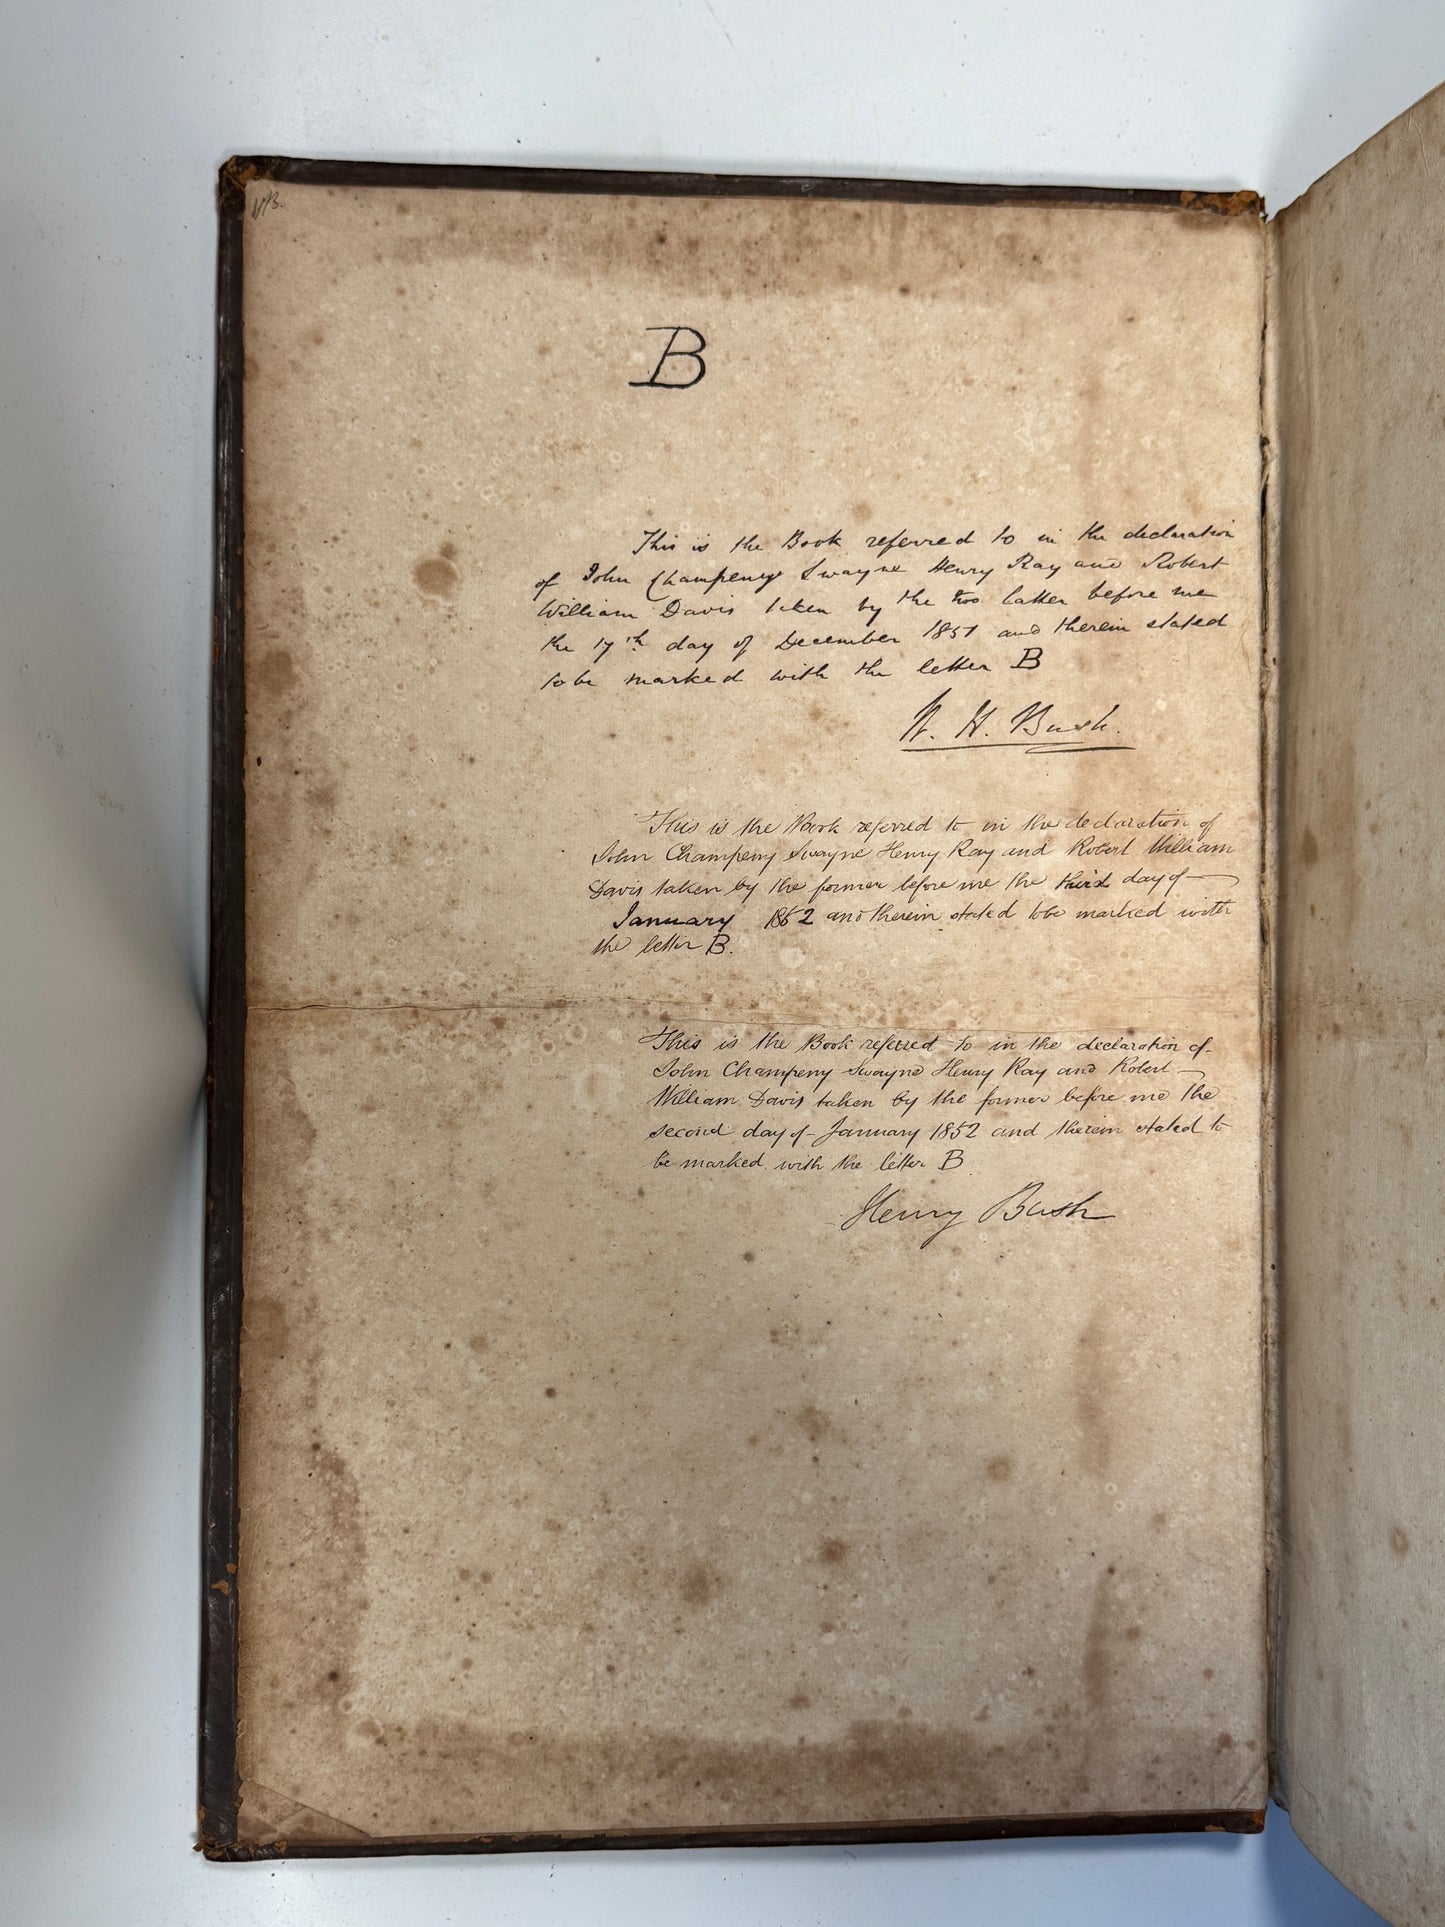 B
This is the Book referred to in the declaration
of John Champeny Swayne Henry Ray and Robert
William Davis taken by the two latter before me
the 17th day of December 1851 and therein stated
to be marked with the letter B
H. Bush.
This is the Book referred to in the declaration of
John Champeny Swayne Henry Ray and Robert William
Davis taken by the former before me the third day of
January 1852 and therein stated to be marked with
the letter B.
This is the Book referred to in the declaration of
John Champeny Swayne Henry Ray and Robert
William Davis taken by the former before me the
second day of January 1852 and therein stated to
be marked with the letter B
Henry Bush